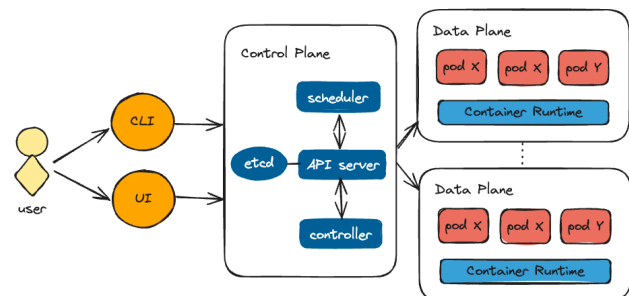 user
CLI
UI
Control Plane
scheduler
etcd
API server
controller
Data Plane
pod X
pod X
pod Y
Container Runtime
Data Plane
pod X
pod X
pod Y
Container Runtime